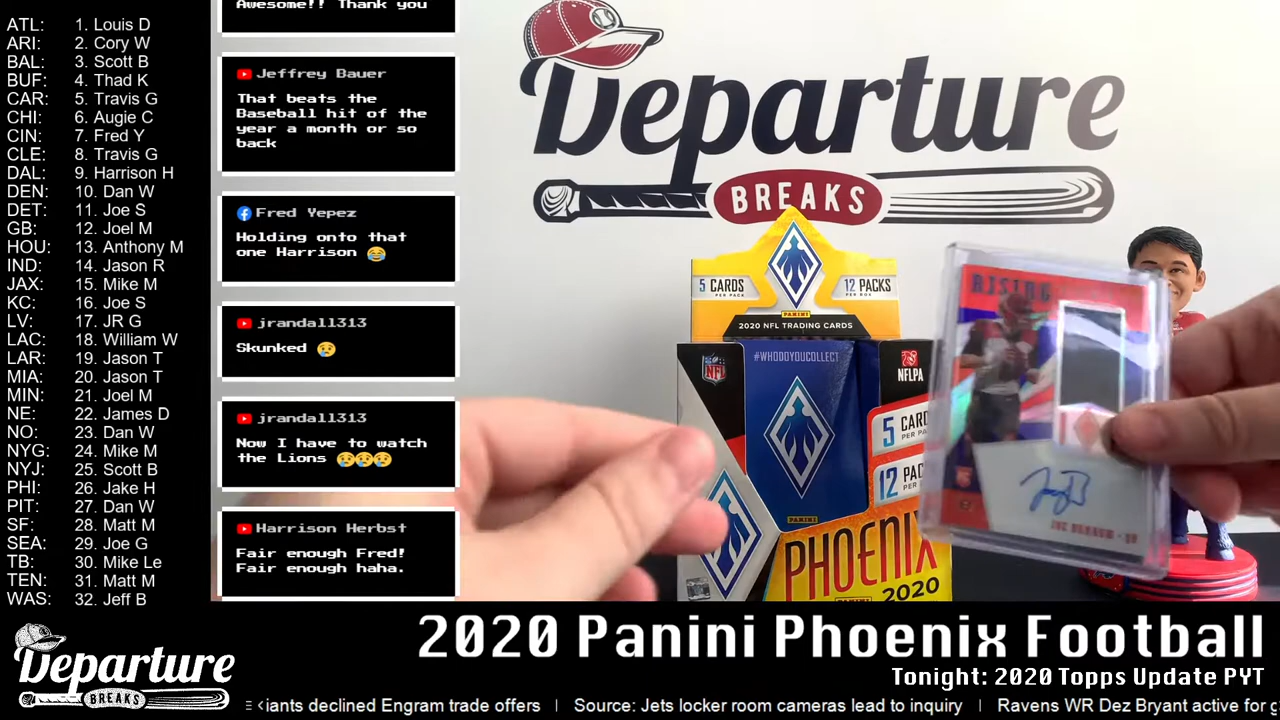 ATL: 1. Louis D
ARI: 2. Cory W
BAL: 3. Scott B
BUF: 4. Thad K
CAR: 5. Travis G
CHI: 6. Augie C
CIN: 7. Fred Y
CLE: 8. Travis G
DAL: 9. Harrison H
DEN: 10. Dan W
DET: 11. Joe S
GB: 12. Joel M
HOU: 13. Anthony M
IND: 14. Jason R
JAX: 15. Mike M
KC: 16. Joe S
LV: 17. JR G
LAC: 18. William W
LAR: 19. Jason T
MIA: 20. Jason T
MIN: 21. Joel M
NE: 22. James D
NO: 23. Dan W
NYG: 24. Mike M
NYJ: 25. Scott B
PHI: 26. Jake H
PIT: 27. Dan W
SF: 28. Matt M
SEA: 29. Joe G
TB: 30. Mike Le
TEN: 31. Matt M
WAS: 32. Jeff B
Awesome!! Thank you
Jeffrey Bauer
That beats the
Baseball hit of the
year a month or so
back
Fred Yepez
Holding onto that
one Harrison 😂
jrandall313
Skunked 😢
jrandall313
Now I have to watch
the Lions 😢😢😢
Harrison Herbst
Fair enough Fred!
Fair enough haha.
Departure
BREAKS
5 CARDS
PER PACK
12 PACKS
PER BOX
PANINI
2020 NFL TRADING CARDS
#WHODOYOUCOLLECT
NFL
NFLPA
5 CARD
12 PAC
PANINI
PHOENIX
PANINI
2020
RISING
JOE BURROW - QB
2020 Panini Phoenix Football
Tonight: 2020 Topps Update PYT
Departure
BREAKS
iants declined Engram trade offers | Source: Jets locker room cameras lead to inquiry | Ravens WR Dez Bryant active for g